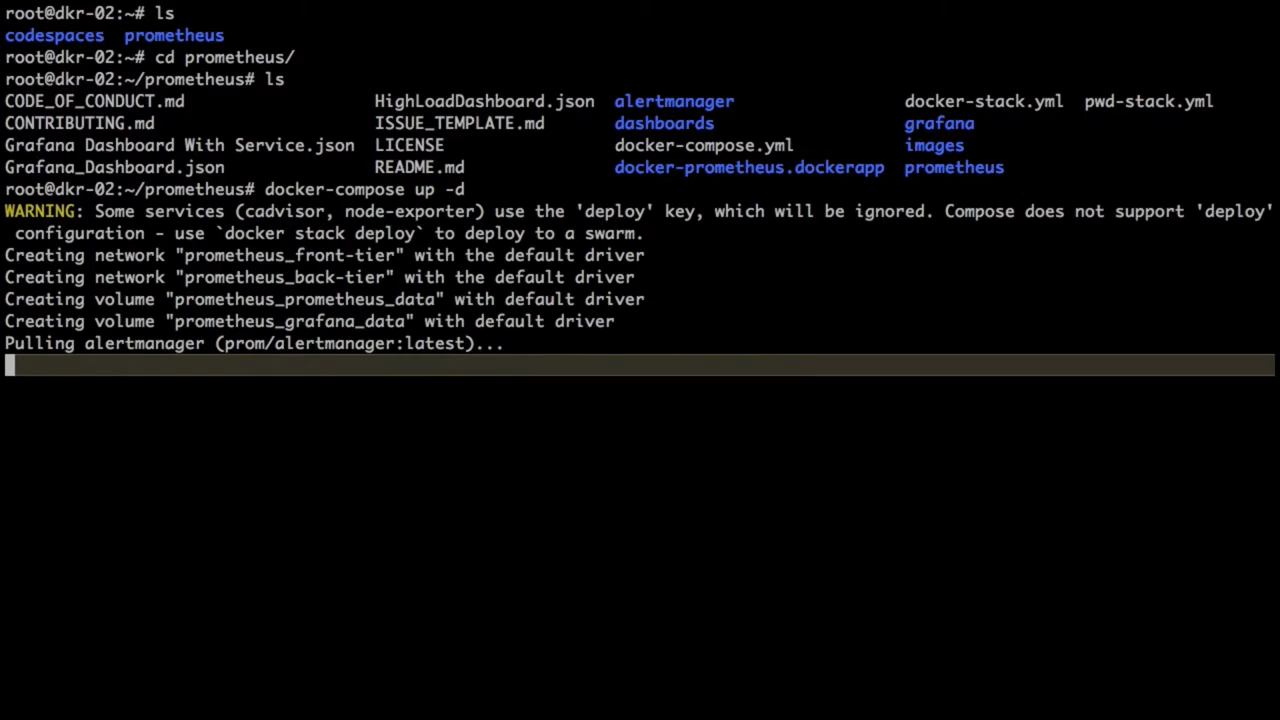 root@dkr-02:~# ls
codespaces  prometheus
root@dkr-02:~# cd prometheus/
root@dkr-02:~/prometheus# ls
CODE_OF_CONDUCT.md                   HighLoadDashboard.json  alertmanager                 docker-stack.yml  pwd-stack.yml
CONTRIBUTING.md                      ISSUE_TEMPLATE.md       dashboards                   grafana
Grafana Dashboard With Service.json  LICENSE                 docker-compose.yml           images
Grafana_Dashboard.json               README.md               docker-prometheus.dockerapp  prometheus
root@dkr-02:~/prometheus# docker-compose up -d
WARNING: Some services (cadvisor, node-exporter) use the 'deploy' key, which will be ignored. Compose does not support 'deploy'
 configuration - use `docker stack deploy` to deploy to a swarm.
Creating network "prometheus_front-tier" with the default driver
Creating network "prometheus_back-tier" with the default driver
Creating volume "prometheus_prometheus_data" with default driver
Creating volume "prometheus_grafana_data" with default driver
Pulling alertmanager (prom/alertmanager:latest)...